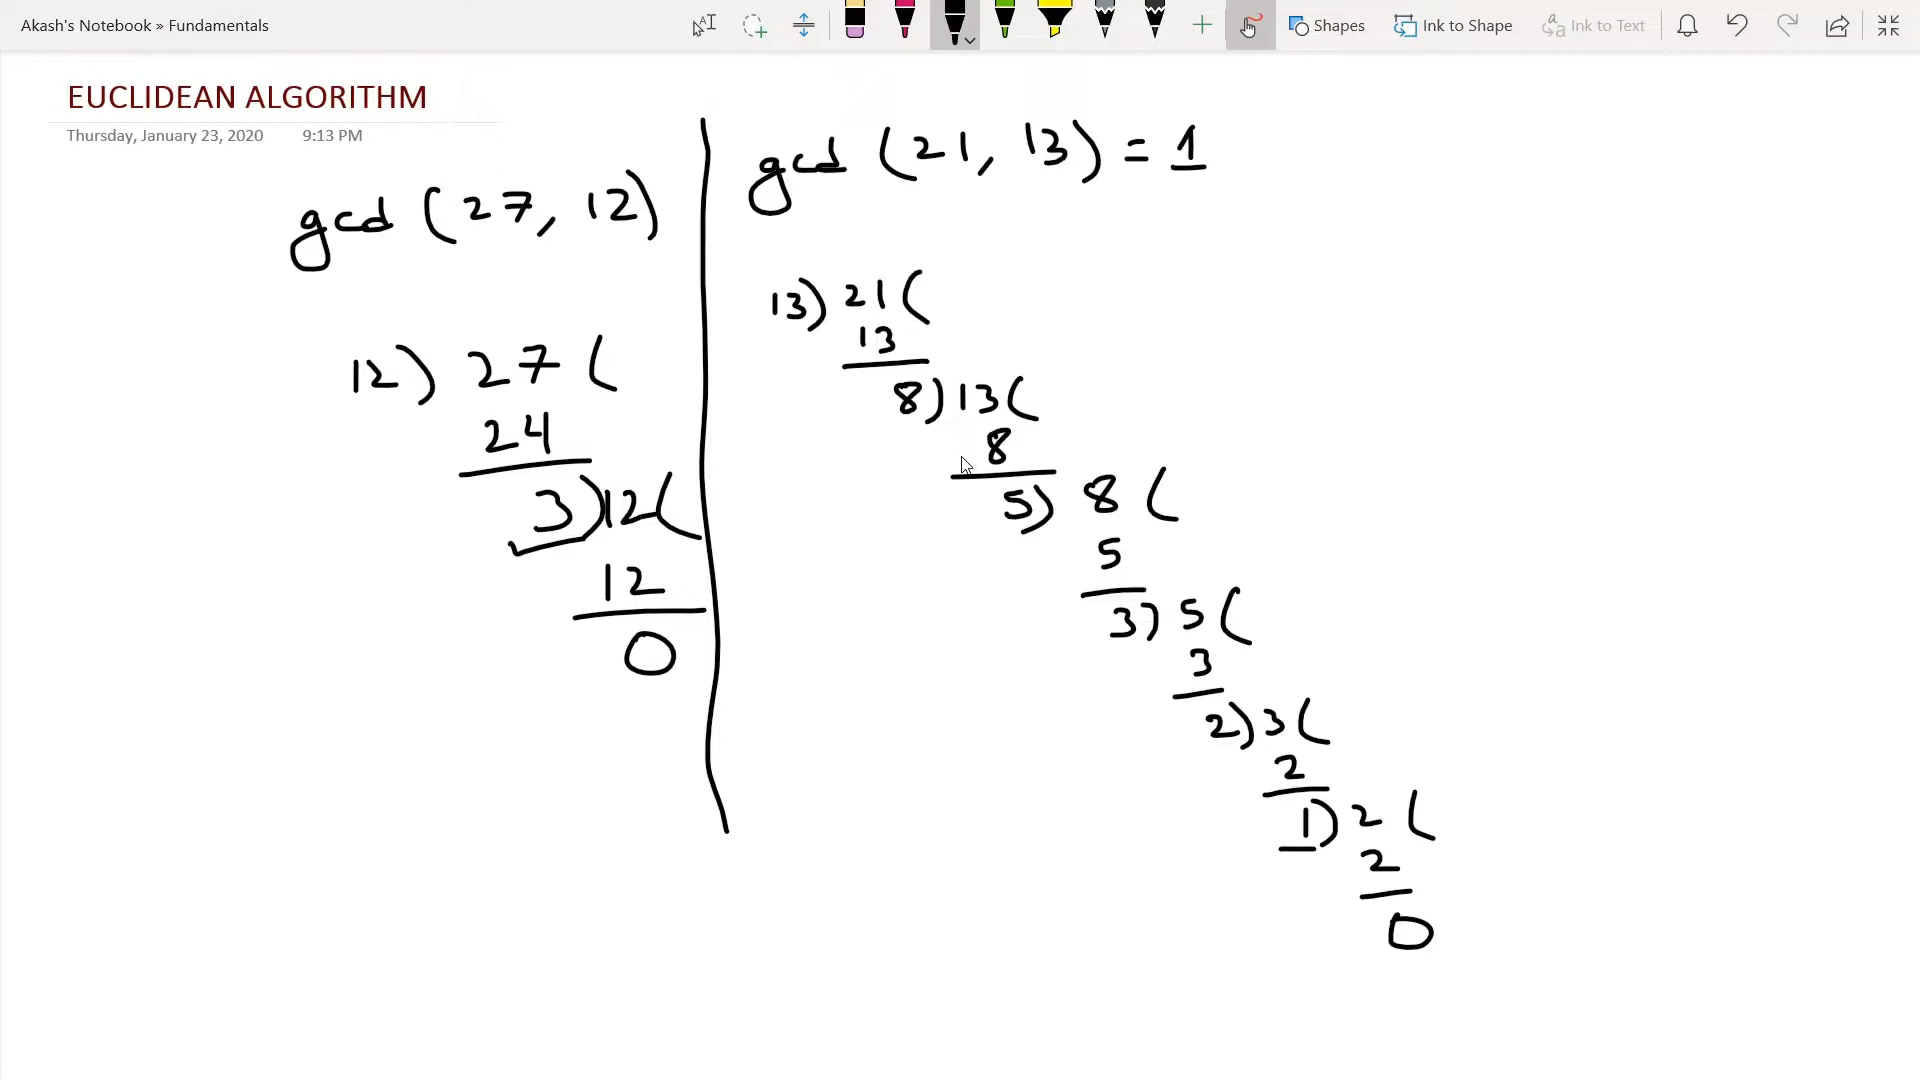 Akash's Notebook » Fundamentals
Shapes
Ink to Shape
Ink to Text
EUCLIDEAN ALGORITHM
Thursday, January 23, 2020 9:13 PM
gcd (27, 12)
12) 27 (
24
3) 12 (
12
0
gcd (21, 13) = 1
13) 21 (
13
8) 13 (
8
5) 8 (
5
3) 5 (
3
2) 3 (
2
1) 2 (
2
0